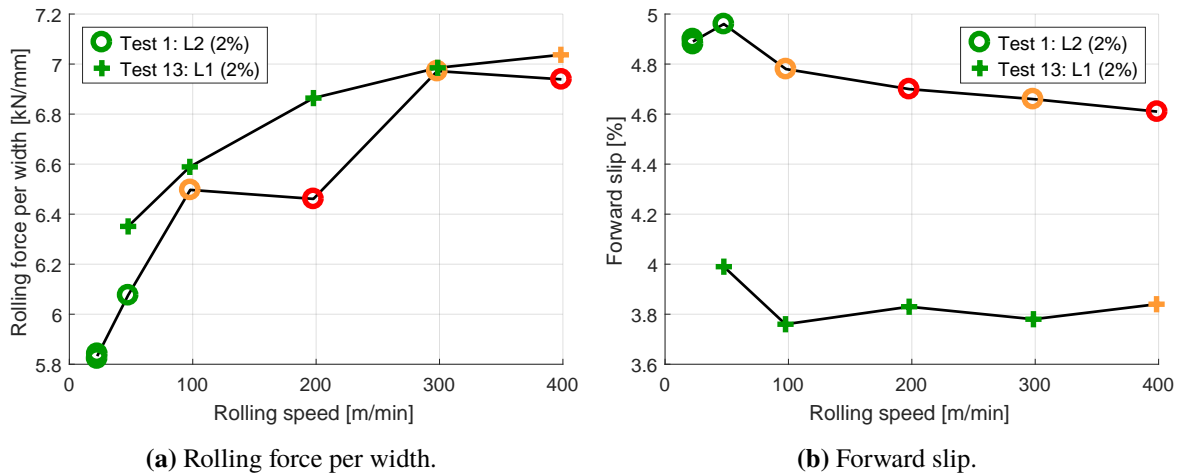 7.2
7
6.8
6.6
6.4
6.2
6
5.8
0
100
200
300
400
Rolling force per width [kN/mm]
Rolling speed [m/min]
Test 1: L2 (2%)
Test 13: L1 (2%)
(a) Rolling force per width.
5
4.8
4.6
4.4
4.2
4
3.8
3.6
0
100
200
300
400
Forward slip [%]
Rolling speed [m/min]
Test 1: L2 (2%)
Test 13: L1 (2%)
(b) Forward slip.